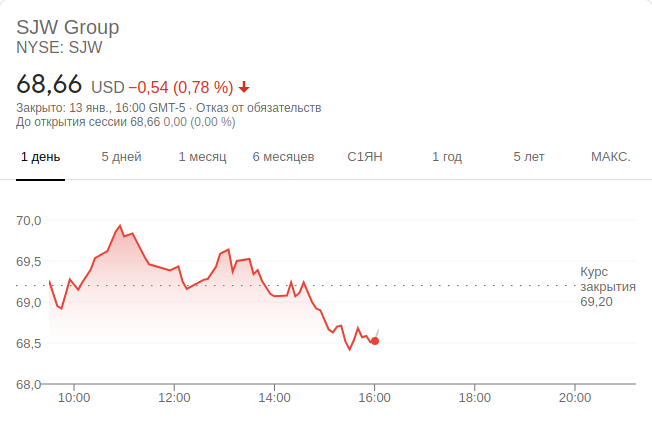 SJW Group
NYSE: SJW
68,66 USD −0,54 (0,78 %)
Закрыто: 13 янв., 16:00 GMT-5 · Отказ от обязательств
До открытия сессии 68,66 0,00 (0,00 %)
1 день 5 дней 1 месяц 6 месяцев С1ЯН 1 год 5 лет МАКС.
70,0
69,5
Курс
закрытия
69,0
69,20
68,5
68,0
10:00 12:00 14:00 16:00 18:00 20:00